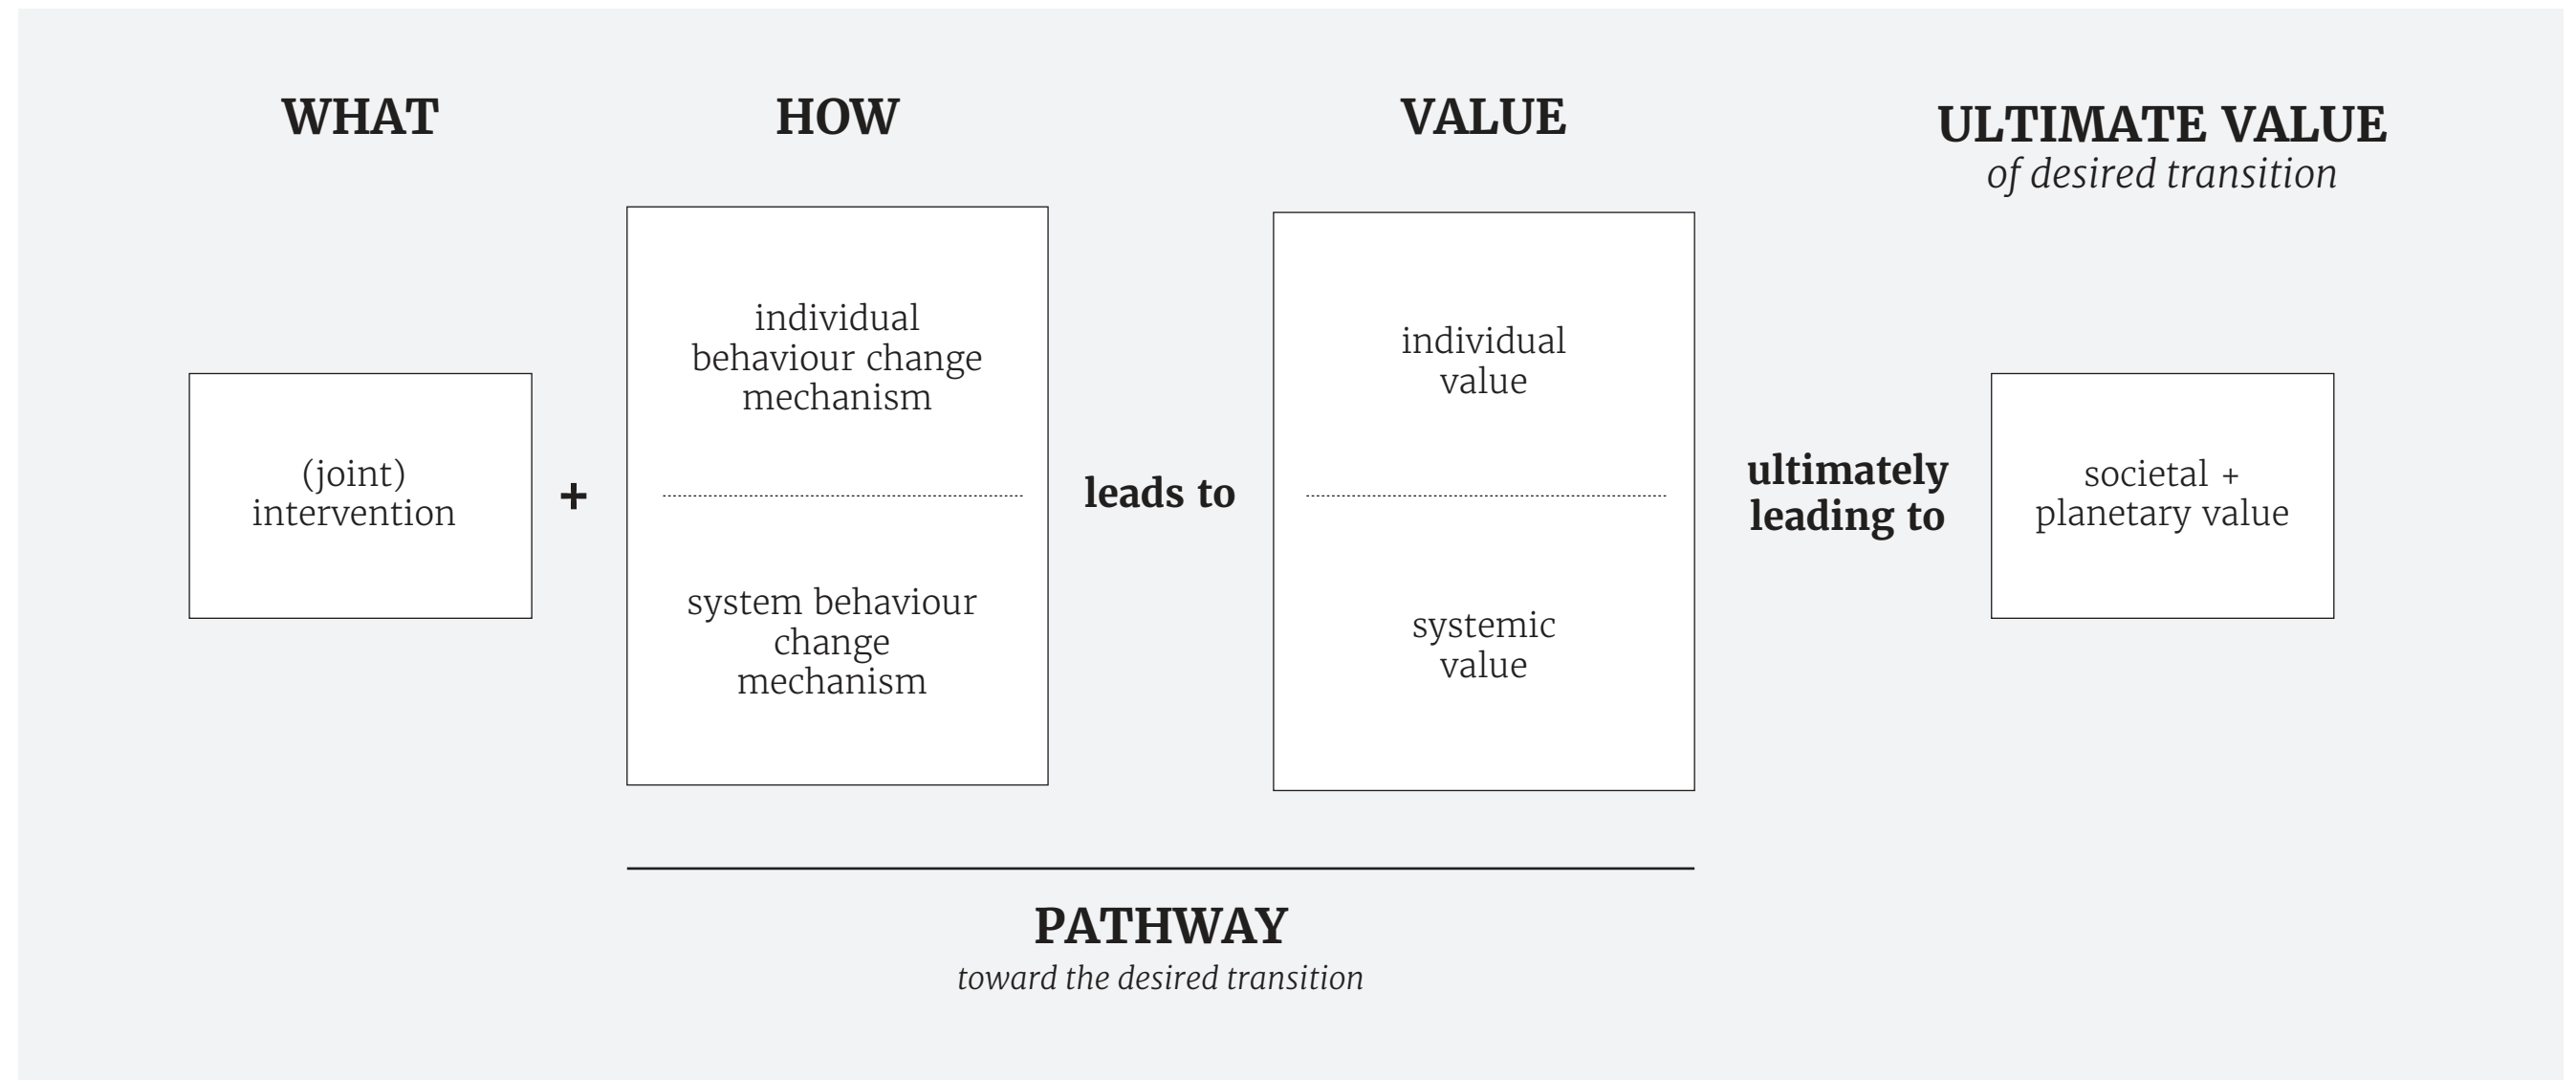 WHAT
HOW
VALUE
ULTIMATE VALUE
of desired transition
(joint)
intervention
+
individual
behaviour change
mechanism
system behaviour
change
mechanism
leads to
individual
value
systemic
value
ultimately
leading to
societal +
planetary value
PATHWAY
toward the desired transition